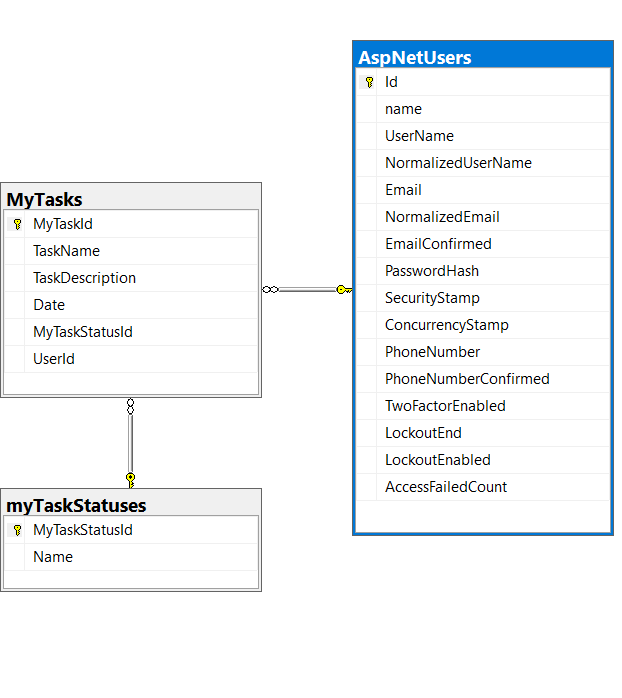 AspNetUsers
Id
name
UserName
NormalizedUserName
Email
NormalizedEmail
EmailConfirmed
PasswordHash
SecurityStamp
ConcurrencyStamp
PhoneNumber
PhoneNumberConfirmed
TwoFactorEnabled
LockoutEnd
LockoutEnabled
AccessFailedCount
MyTasks
MyTaskId
TaskName
TaskDescription
Date
MyTaskStatusId
UserId
myTaskStatuses
MyTaskStatusId
Name